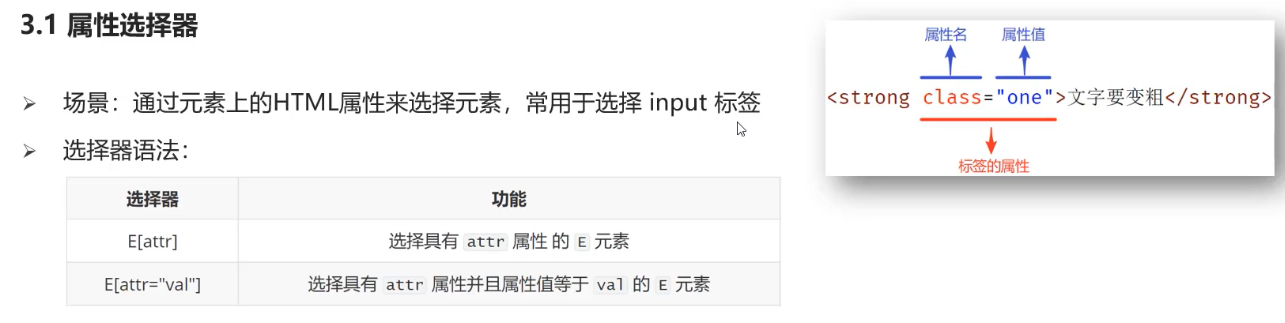 3.1 属性选择器
属性名 属性值
<strong class="one">文字要变粗</strong>
标签的属性
场景：通过元素上的HTML属性来选择元素，常用于选择 input 标签
选择器语法：
选择器 功能
E[attr] 选择具有 attr 属性 的 E 元素
E[attr="val"] 选择具有 attr 属性并且属性值等于 val 的 E 元素